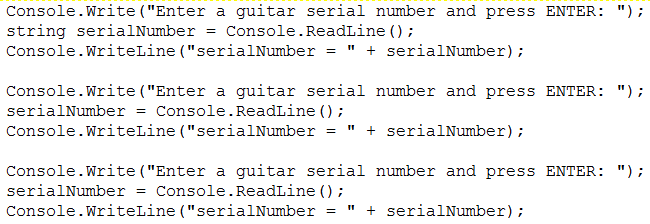 Console.Write("Enter a guitar serial number and press ENTER: ");
string serialNumber = Console.ReadLine();
Console.WriteLine("serialNumber = " + serialNumber);
Console.Write("Enter a guitar serial number and press ENTER: ");
serialNumber = Console.ReadLine();
Console.WriteLine("serialNumber = " + serialNumber);
Console.Write("Enter a guitar serial number and press ENTER: ");
serialNumber = Console.ReadLine();
Console.WriteLine("serialNumber = " + serialNumber);